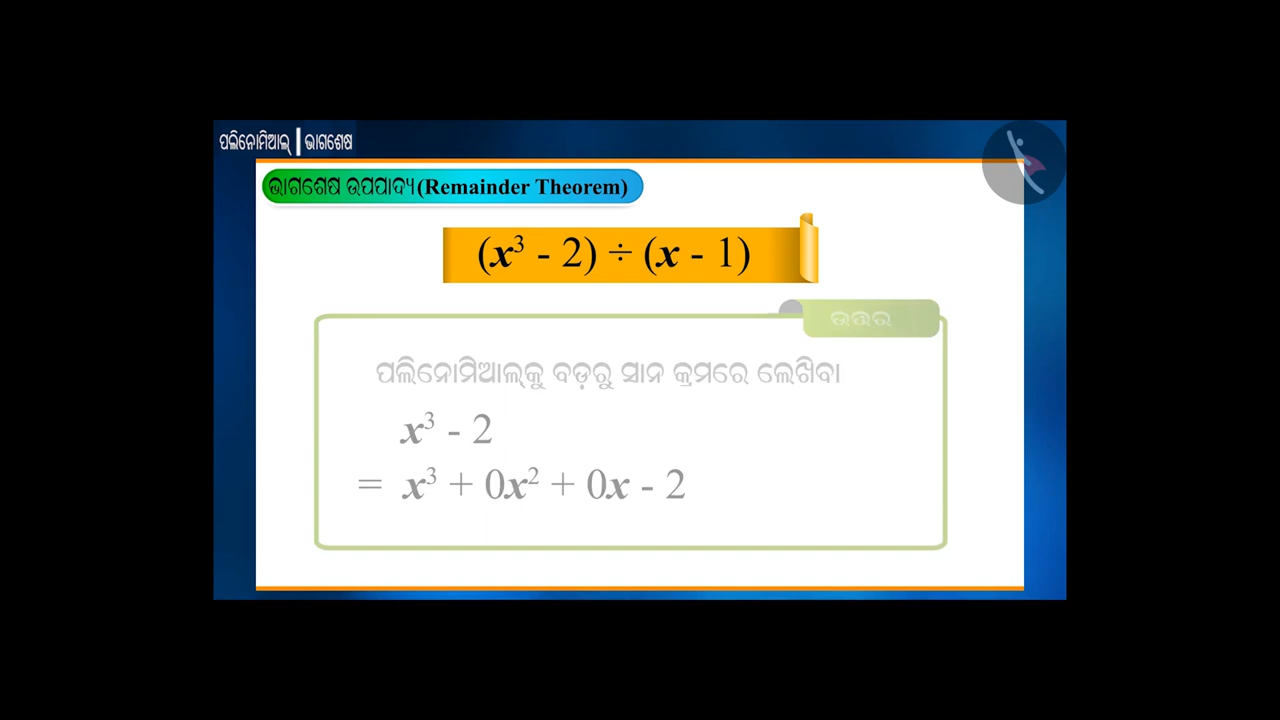 ପଲିନୋମିଆଲ୍ | ଭାଗଶେଷ
ଭାଗଶେଷ ଉପପାଦ୍ୟ (Remainder Theorem)
(x³ - 2) ÷ (x - 1)
ଉତ୍ତର
ପଲିନୋମିଆଲ୍‌କୁ ବଡ଼ରୁ ସାନ କ୍ରମରେ ଲେଖିବା
x³ - 2
= x³ + 0x² + 0x - 2